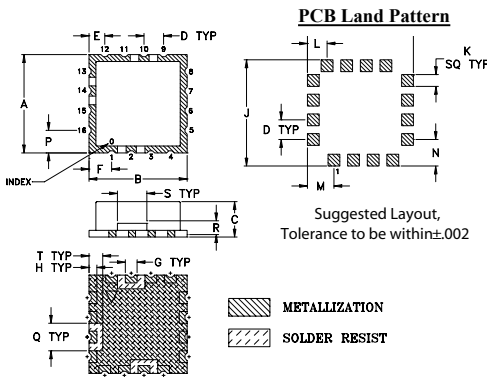 PCB Land Pattern
E
D TYP
12 11 10 9
13
14
15
16
8
7
6
5
A
P
0
1 2 3 4
F
INDEX
B
L
K
SQ TYP
J
D TYP
N
M
1
Suggested Layout,
Tolerance to be within±.002
S TYP
C
R
T TYP
H TYP
G TYP
Q TYP
METALLIZATION
SOLDER RESIST